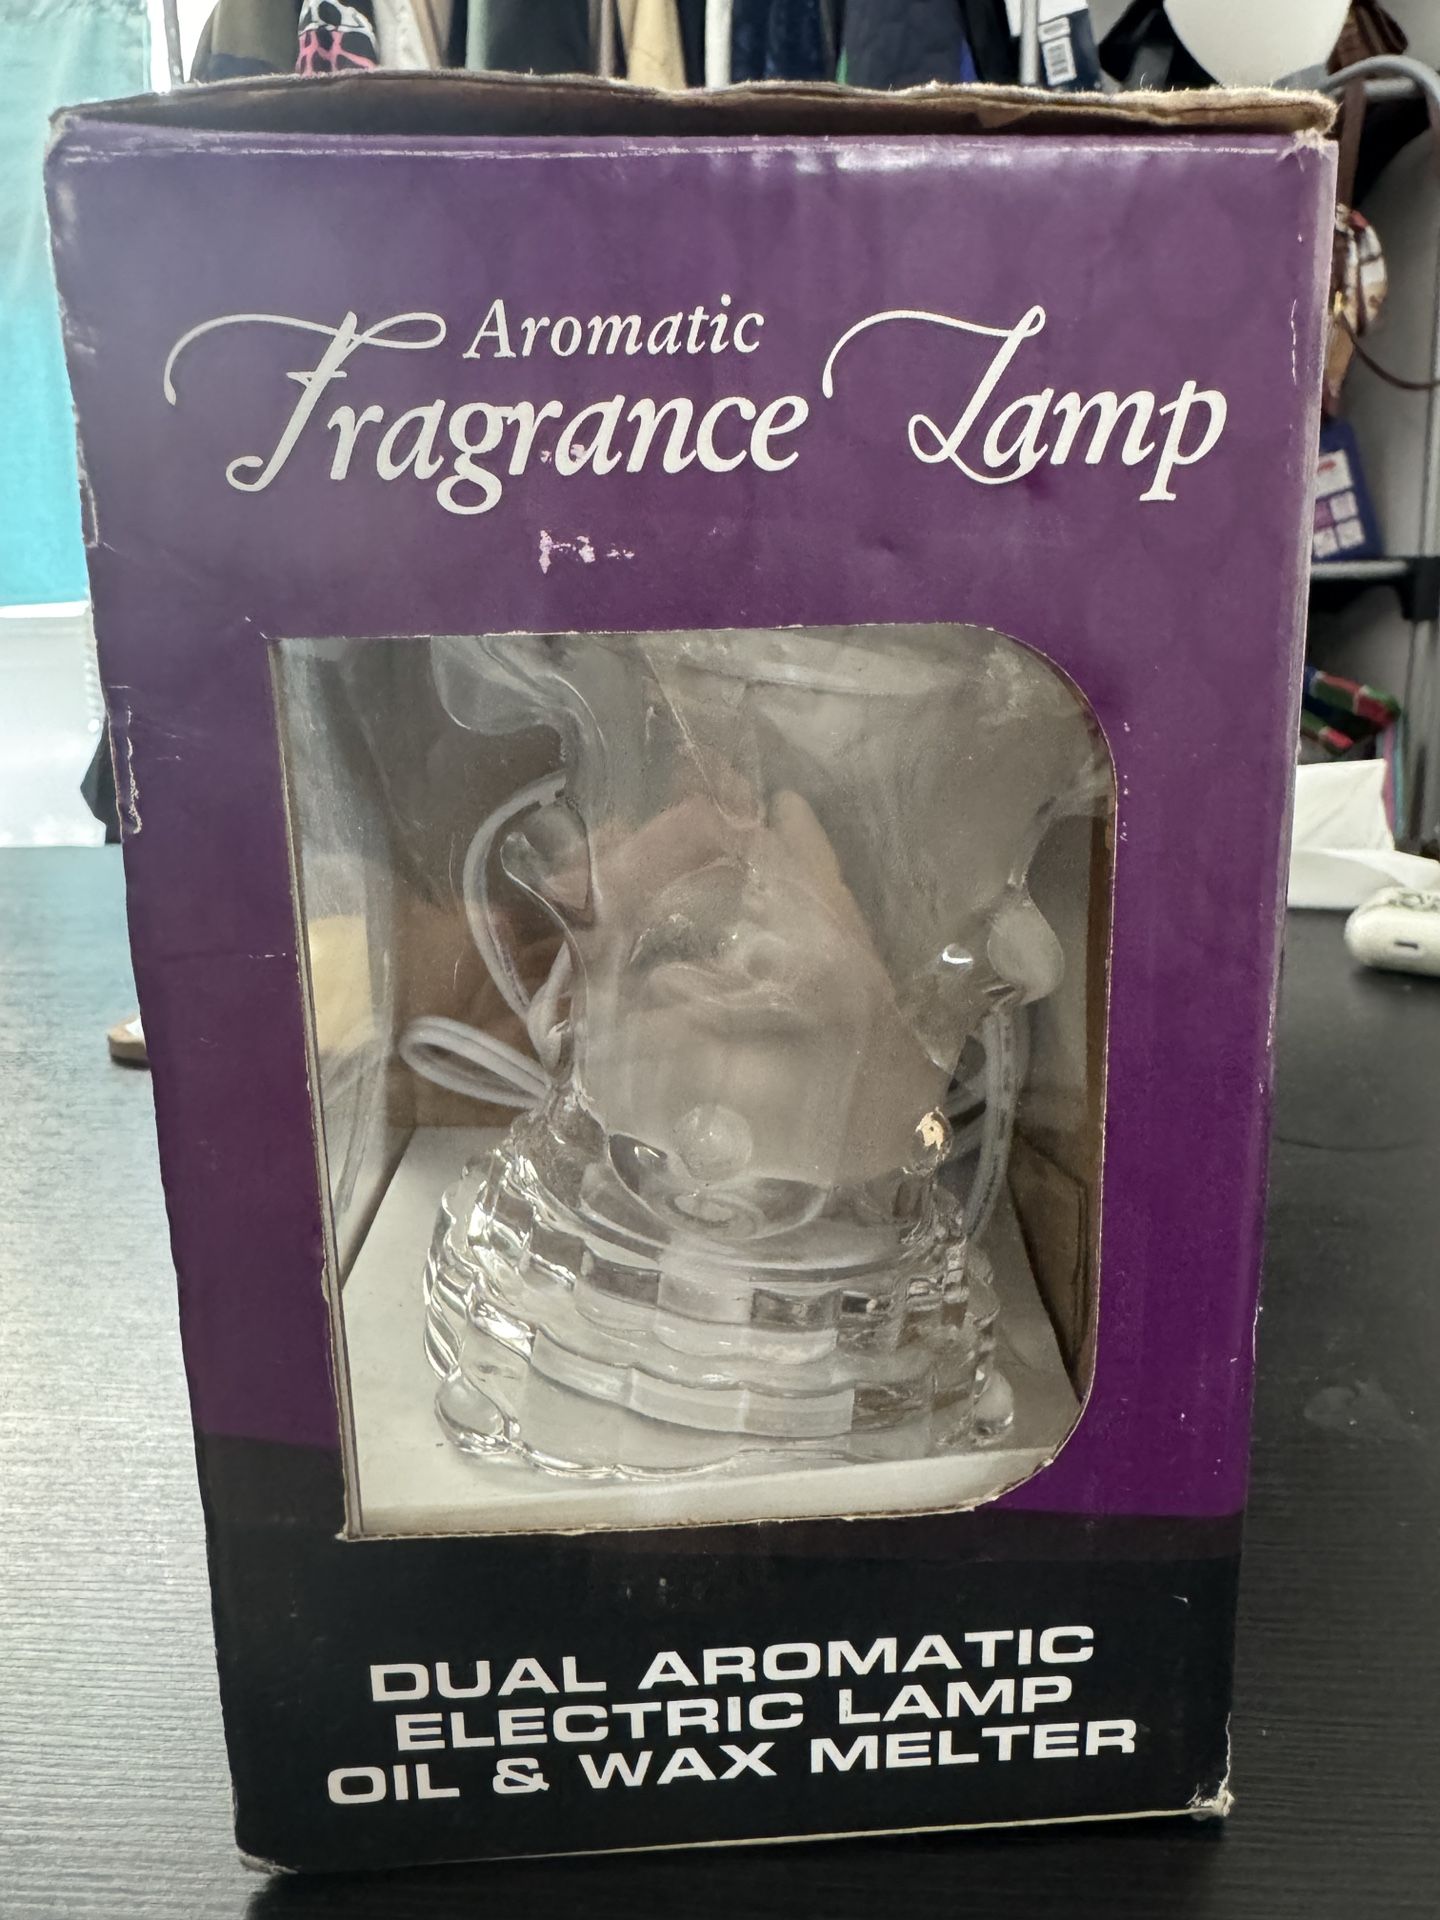 Aromatic
Fragrance Lamp
DUAL AROMATIC
ELECTRIC LAMP
OIL & WAX MELTER